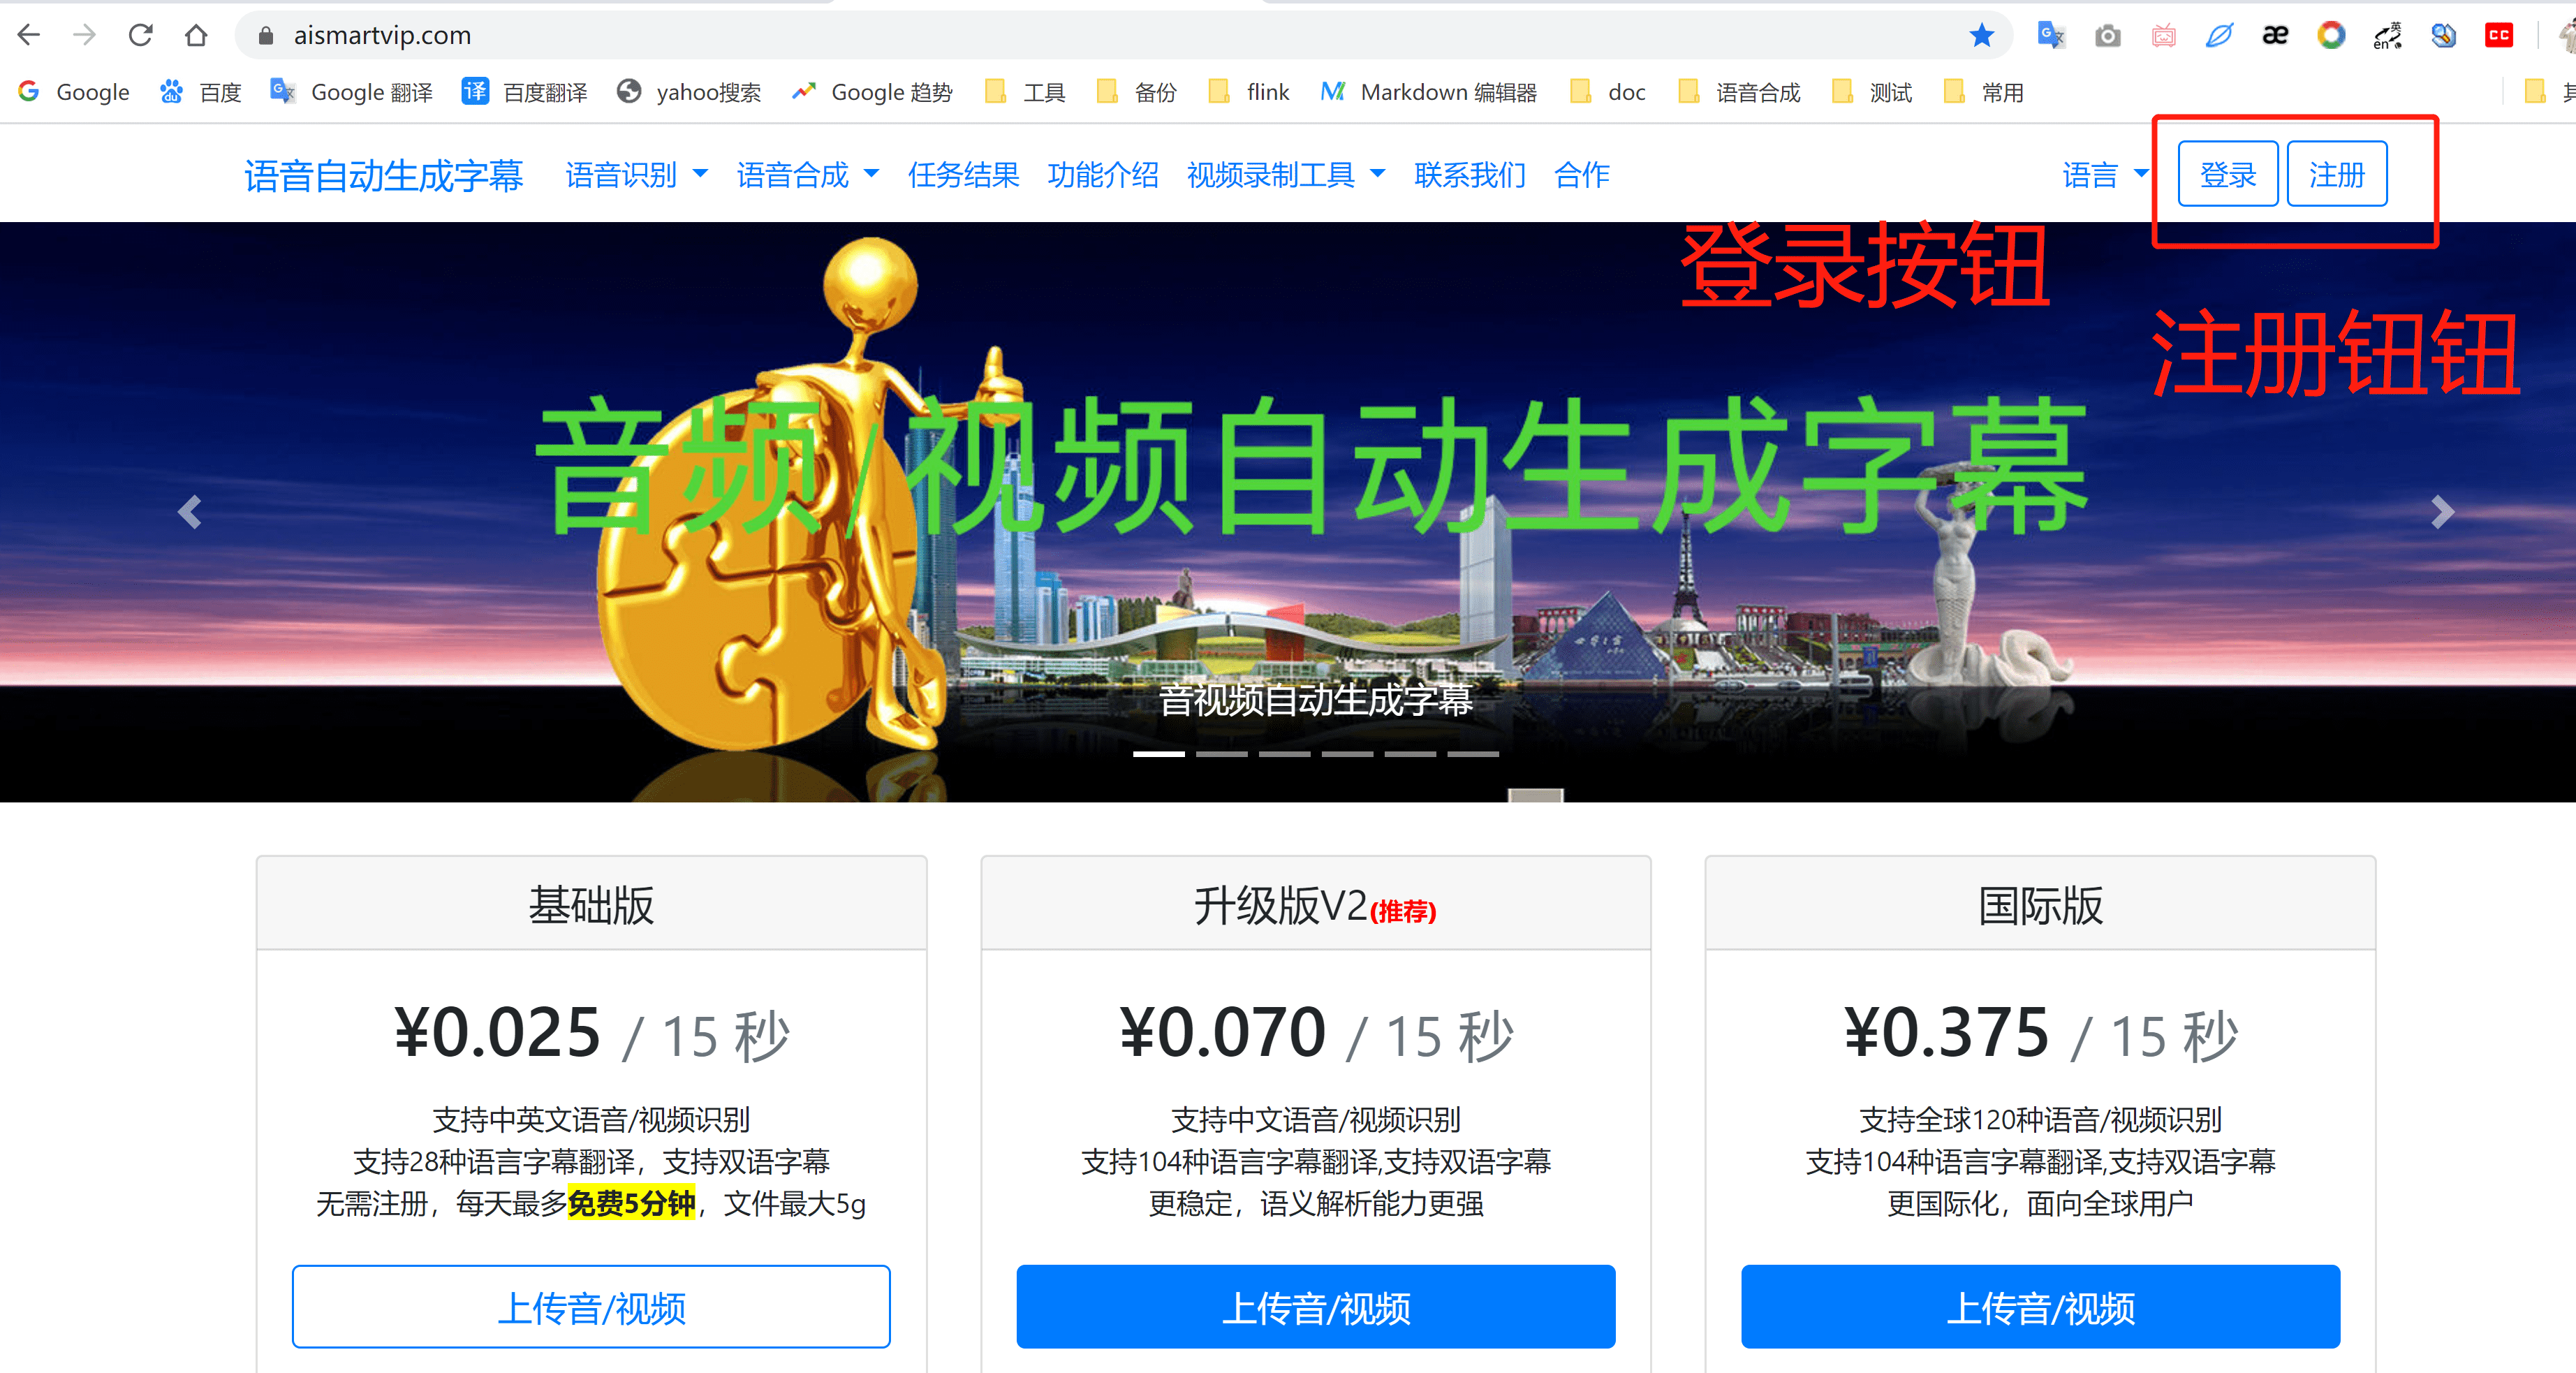 aismartvip.com
Google 百度 Google 翻译 百度翻译 yahoo搜索 Google 趋势 工具 备份 flink Markdown 编辑器 doc 语音合成 测试 常用
语音自动生成字幕 语音识别 语音合成 任务结果 功能介绍 视频录制工具 联系我们 合作 语言 登录 注册
登录按钮
注册钮钮
音频/视频自动生成字幕
音视频自动生成字幕
基础版
¥0.025 / 15 秒
支持中英文语音/视频识别
支持28种语言字幕翻译，支持双语字幕
无需注册，每天最多免费5分钟，文件最大5g
上传音/视频
升级版V2(推荐)
¥0.070 / 15 秒
支持中文语音/视频识别
支持104种语言字幕翻译,支持双语字幕
更稳定，语义解析能力更强
上传音/视频
国际版
¥0.375 / 15 秒
支持全球120种语音/视频识别
支持104种语言字幕翻译,支持双语字幕
更国际化，面向全球用户
上传音/视频